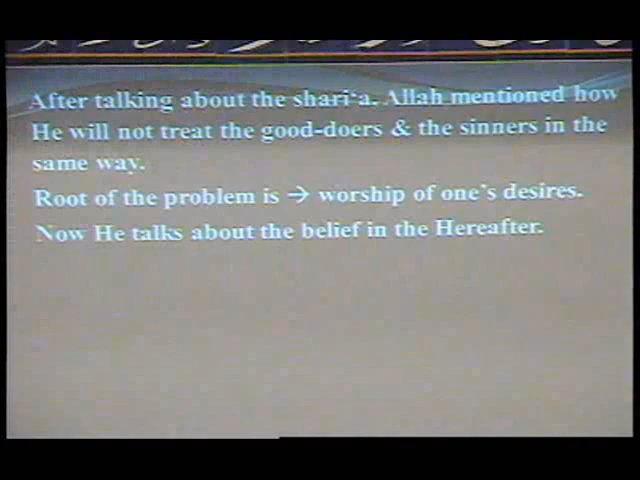 After talking about the shari‘a. Allah mentioned how
He will not treat the good-doers & the sinners in the
same way.
Root of the problem is → worship of one’s desires.
Now He talks about the belief in the Hereafter.